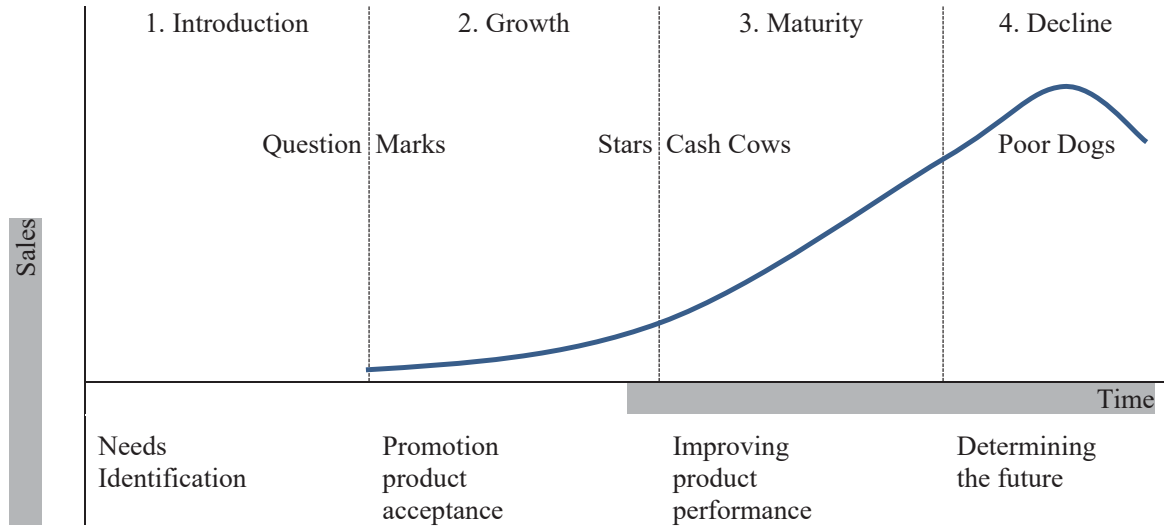 1. Introduction
2. Growth
3. Maturity
4. Decline
Question Marks
Stars Cash Cows
Poor Dogs
Sales
Time
Needs
Identification
Promotion
product
acceptance
Improving
product
performance
Determining
the future